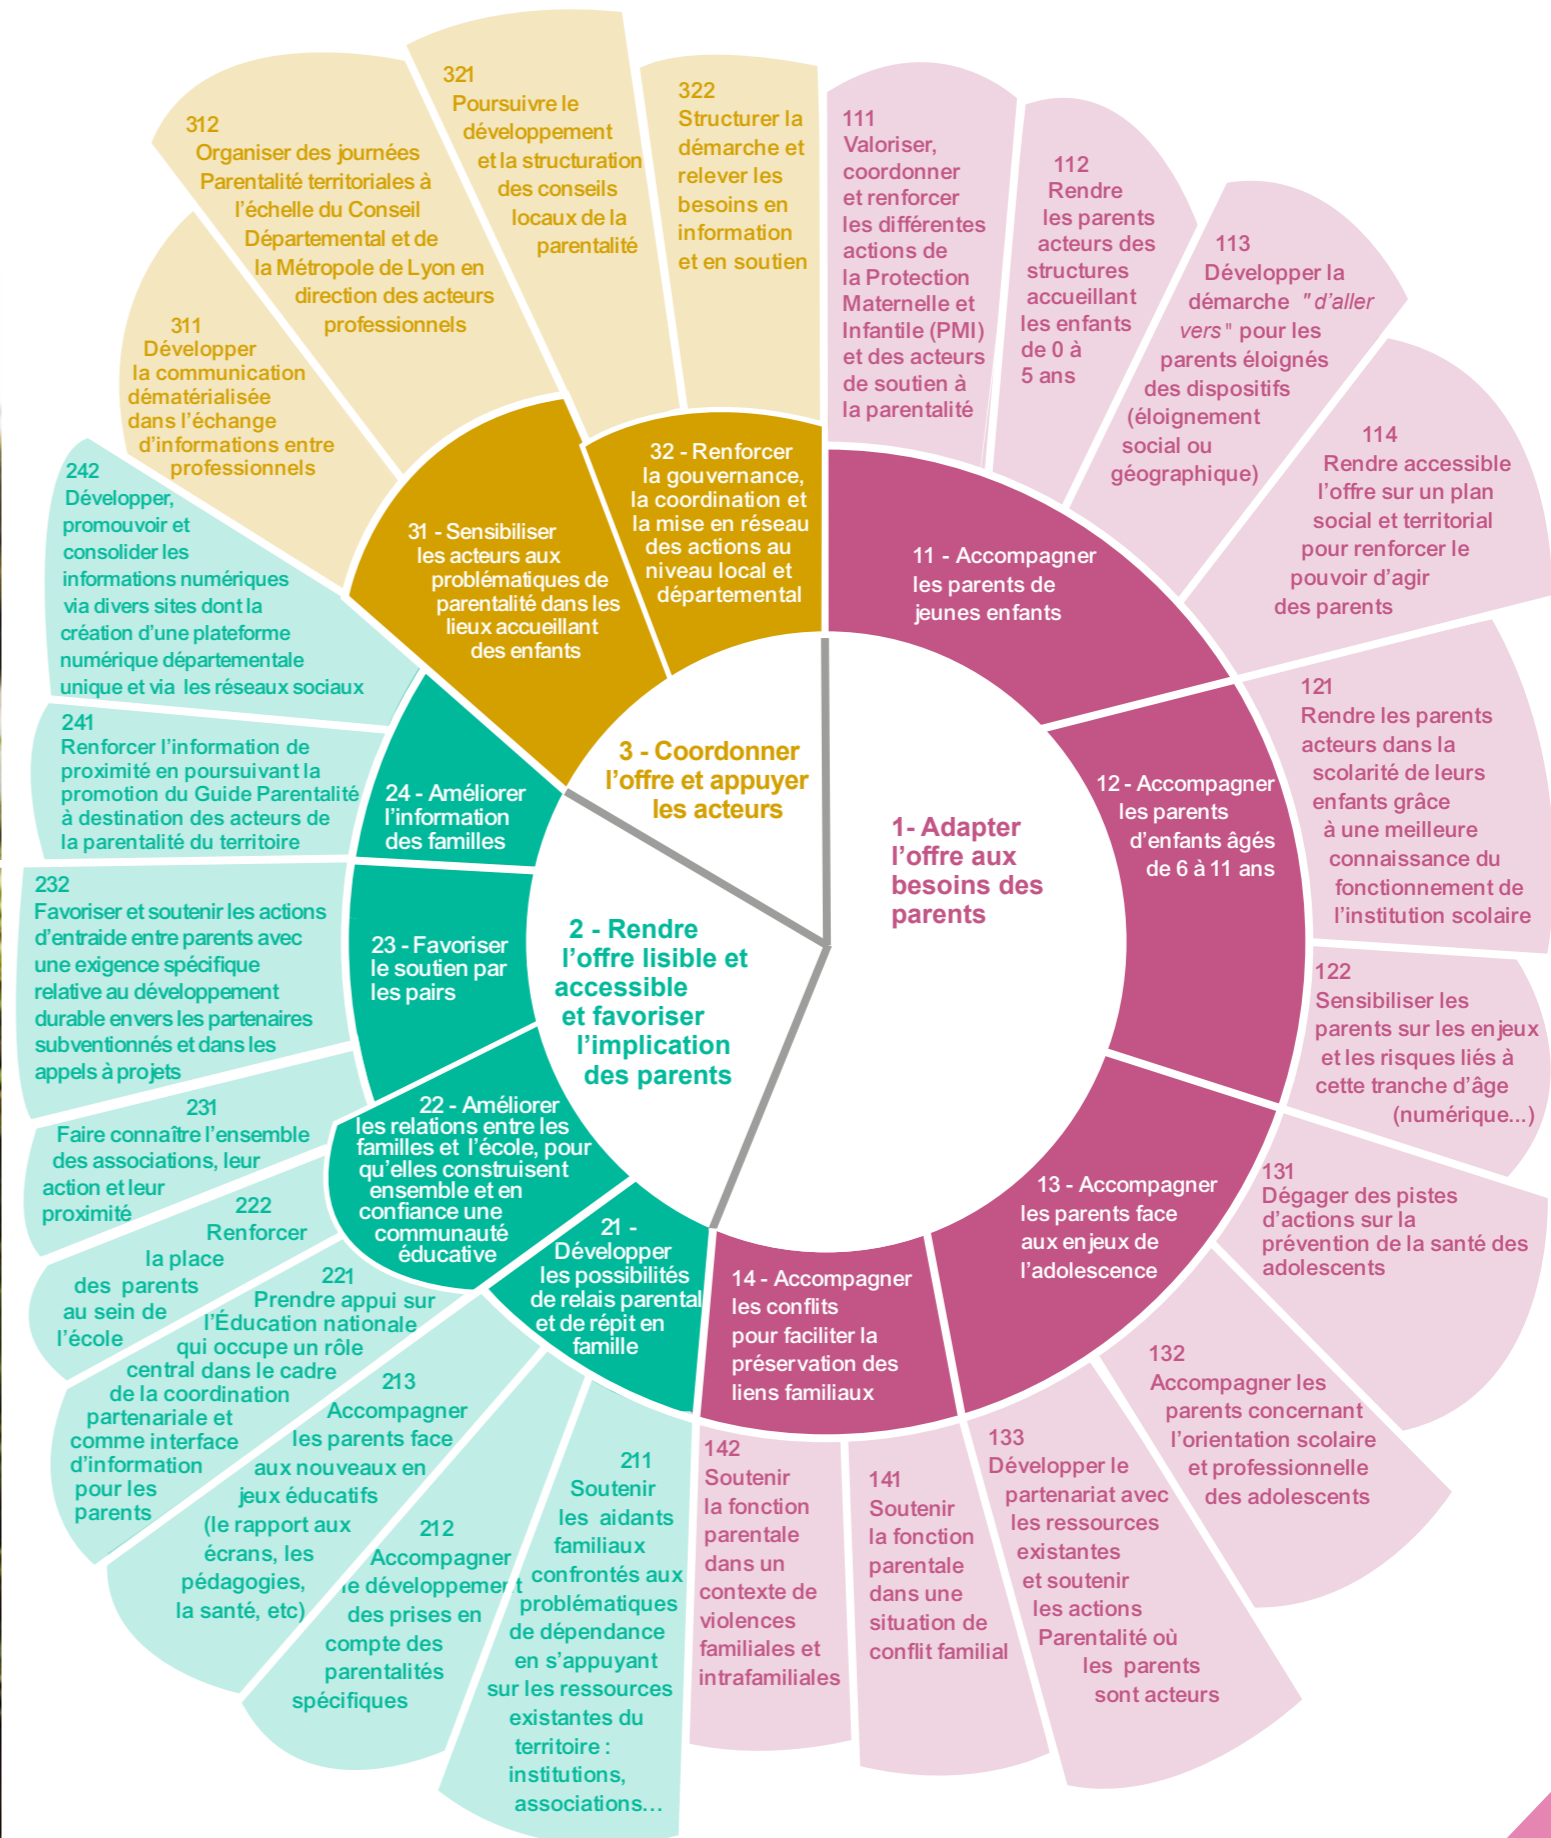 1- Adapter
l'offre aux
besoins des
parents
11 - Accompagner
les parents de
jeunes enfants
111
Valoriser,
coordonner
et renforcer
les différentes
actions de
la Protection
Maternelle et
Infantile (PMI)
et des acteurs
de soutien à
la parentalité
112
Rendre
les parents
acteurs des
structures
accueillant
les enfants
de 0 à
5 ans
113
Développer la
démarche "d'aller
vers" pour les
parents éloignés
des dispositifs
(éloignement
social ou
géographique)
114
Rendre accessible
l'offre sur un plan
social et territorial
pour renforcer le
pouvoir d'agir
des parents
12 - Accompagner
les parents
d'enfants âgés
de 6 à 11 ans
121
Rendre les parents
acteurs dans la
scolarité de leurs
enfants grâce
à une meilleure
connaissance du
fonctionnement de
l'institution scolaire
122
Sensibiliser les
parents sur les enjeux
et les risques liés à
cette tranche d'âge
(numérique...)
13 - Accompagner
les parents face
aux enjeux de
l'adolescence
131
Dégager des pistes
d'actions sur la
prévention de la santé des
adolescents
132
Accompagner les
parents concernant
l'orientation scolaire
et professionnelle
des adolescents
133
Développer le
partenariat avec
les ressources
existantes
et soutenir
les actions
Parentalité où
les parents
sont acteurs
14 - Accompagner
les conflits
pour faciliter la
préservation des
liens familiaux
141
Soutenir
la fonction
parentale
dans une
situation de
conflit familial
142
Soutenir
la fonction
parentale
dans un
contexte de
violences
familiales et
intrafamiliales
2 - Rendre
l'offre lisible et
accessible
et favoriser
l'implication
des parents
21 -
Développer
les possibilités
de relais parental
et de répit en
famille
211
Soutenir
les aidants
familiaux
confrontés aux
problématiques
de dépendance
en s'appuyant
sur les ressources
existantes du
territoire :
institutions,
associations...
212
Accompagner
le développement
des prises en
compte des
parentalités
spécifiques
213
Accompagner
les parents face
aux nouveaux en
jeux éducatifs
(le rapport aux
écrans, les
pédagogies,
la santé, etc)
22 - Améliorer
les relations entre les
familles et l'école, pour
qu'elles construisent
ensemble et en
confiance une
communauté
éducative
221
Prendre appui sur
l'Éducation nationale
qui occupe un rôle
central dans le cadre
de la coordination
partenariale et
comme interface
d'information
pour les
parents
222
Renforcer
la place
des parents
au sein de
l'école
23 - Favoriser
le soutien par
les pairs
231
Faire connaître l'ensemble
des associations, leur
action et leur
proximité
232
Favoriser et soutenir les actions
d'entraide entre parents avec
une exigence spécifique
relative au développement
durable envers les partenaires
subventionnés et dans les
appels à projets
24 - Améliorer
l'information
des familles
241
Renforcer l'information de
proximité en poursuivant la
promotion du Guide Parentalité
à destination des acteurs de
la parentalité du territoire
242
Développer,
promouvoir et
consolider les
informations numériques
via divers sites dont la
création d'une plateforme
numérique départementale
unique et via les réseaux sociaux
3 - Coordonner
l'offre et appuyer
les acteurs
31 - Sensibiliser
les acteurs aux
problématiques de
parentalité dans les
lieux accueillant
des enfants
311
Développer
la communication
dématérialisée
dans l'échange
d'informations entre
professionnels
312
Organiser des journées
Parentalité territoriales à
l'échelle du Conseil
Départemental et de
la Métropole de Lyon en
direction des acteurs
professionnels
32 - Renforcer
la gouvernance,
la coordination et
la mise en réseau
des actions au
niveau local et
départemental
321
Poursuivre le
développement
et la structuration
des conseils
locaux de la
parentalité
322
Structurer la
démarche et
relever les
besoins en
information
et en soutien